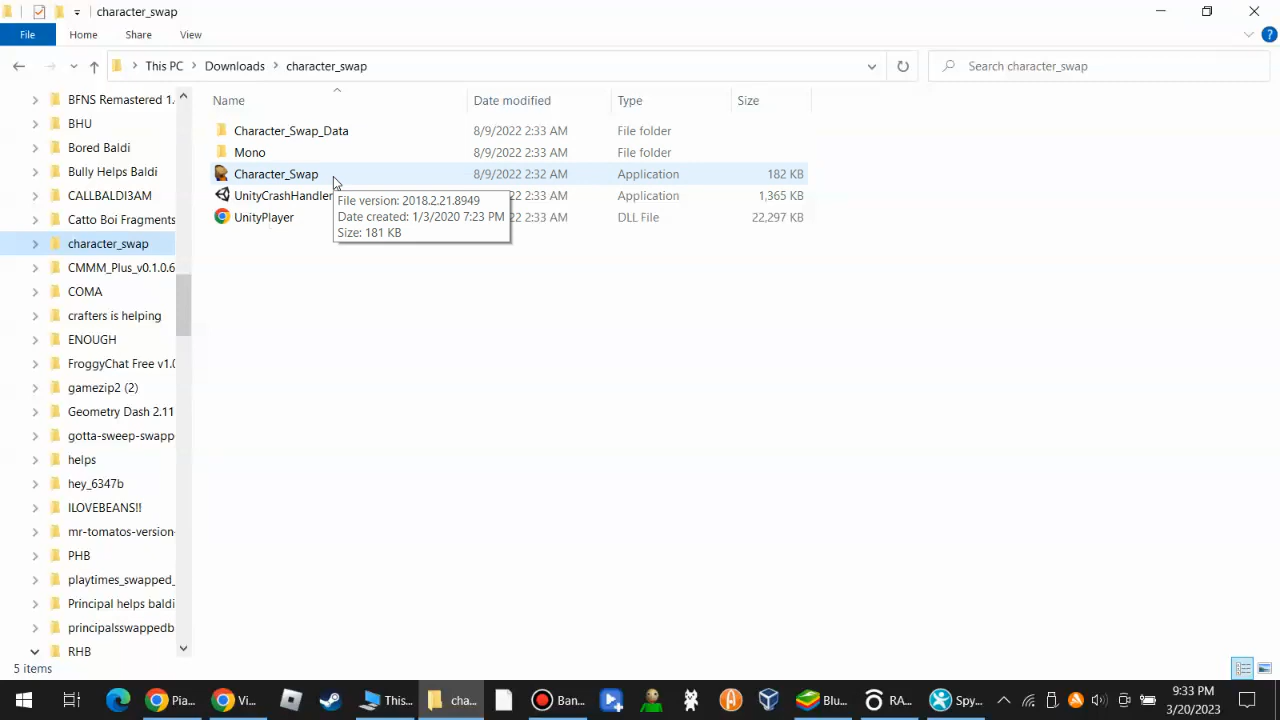 character_swap
File
Home
Share
View
This PC
Downloads
character_swap
Search character_swap
BFNS Remastered 1.
BHU
Bored Baldi
Bully Helps Baldi
CALLBALDI3AM
Catto Boi Fragments
character_swap
CMMM_Plus_v0.1.0.6
COMA
crafters is helping
ENOUGH
FroggyChat Free v1.0
gamezip2 (2)
Geometry Dash 2.11
gotta-sweep-swapp
helps
hey_6347b
ILOVEBEANS!!
mr-tomatos-version-
PHB
playtimes_swapped_
Principal helps baldi
principalsswappedb
RHB
Name
Date modified
Type
Size
Character_Swap_Data 8/9/2022 2:33 AM File folder
Mono 8/9/2022 2:33 AM File folder
Character_Swap 8/9/2022 2:32 AM Application 182 KB
UnityCrashHandler 2:33 AM Application 1,365 KB
UnityPlayer 2:33 AM DLL File 22,297 KB
File version: 2018.2.21.8949
Date created: 1/3/2020 7:23 PM
Size: 181 KB
5 items
Pia...
Vi...
This...
cha...
Ban...
Blu...
RA...
Spy...
9:33 PM
3/20/2023